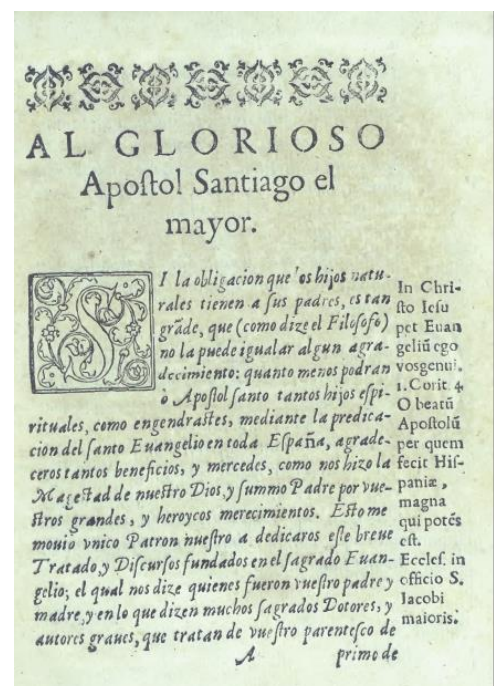 AL GLORIOSO
Apoſtol Santiago el
mayor.
SI la obligacion que los hijos natu-
rales tienen a ſus padres, es tan
grãde, que (como dize el Filoſofo)
no la puede igualar algun agra-
decimiento: quanto menos podran
ò Apoſtol ſanto tantos hijos eſpi-
rituales, como engendraſtes, mediante la predica-
cion del ſanto Euangelio en toda Eſpaña, agrade-
ceros tantos beneficios, y mercedes, como nos hizo la
Mageſtad de nueſtro Dios, y ſummo Padre por vue-
ſtros grandes, y heroycos merecimientos. Eſto me
mouio vnico Patron nueſtro a dedicaros eſte breue
Tratado, y Diſcurſos fundados en el ſagrado Euan-
gelio; el qual nos dize quienes fueron vueſtro padre y
madre, y en lo que dizen muchos ſagrados Dotores, y
autores graues, que tratan de vueſtro parenteſco de
A primo de
In Chri-
ſto Ieſu
per Euan
geliũ ego
vos genui.
1. Corit. 4.
O beatũ
Apoſtolũ
per quem
fecit Hiſ-
paniæ,
magna
qui potẽs
eſt.
Eccleſ. in
officio S.
Iacobi
maioris.